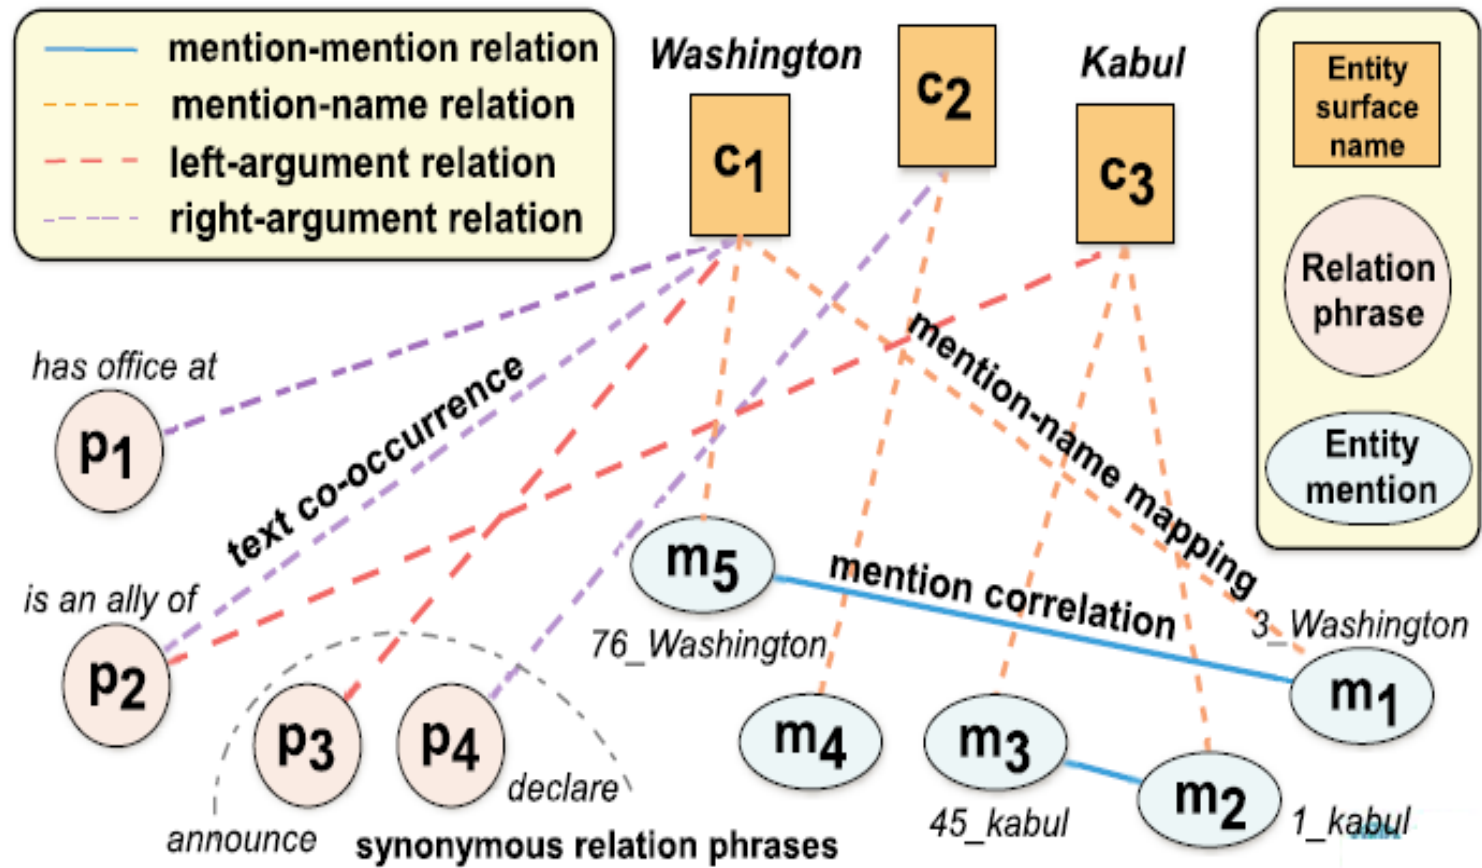 mention-mention relation
mention-name relation
left-argument relation
right-argument relation
Washington
c1
c2
Kabul
c3
Entity
surface
name
Relation
phrase
Entity
mention
has office at
p1
text co-occurrence
mention-name mapping
is an ally of
p2
m5
mention correlation
76_Washington
3_Washington
m1
p3
p4
declare
announce
synonymous relation phrases
m4
m3
45_kabul
m2
1_kabul